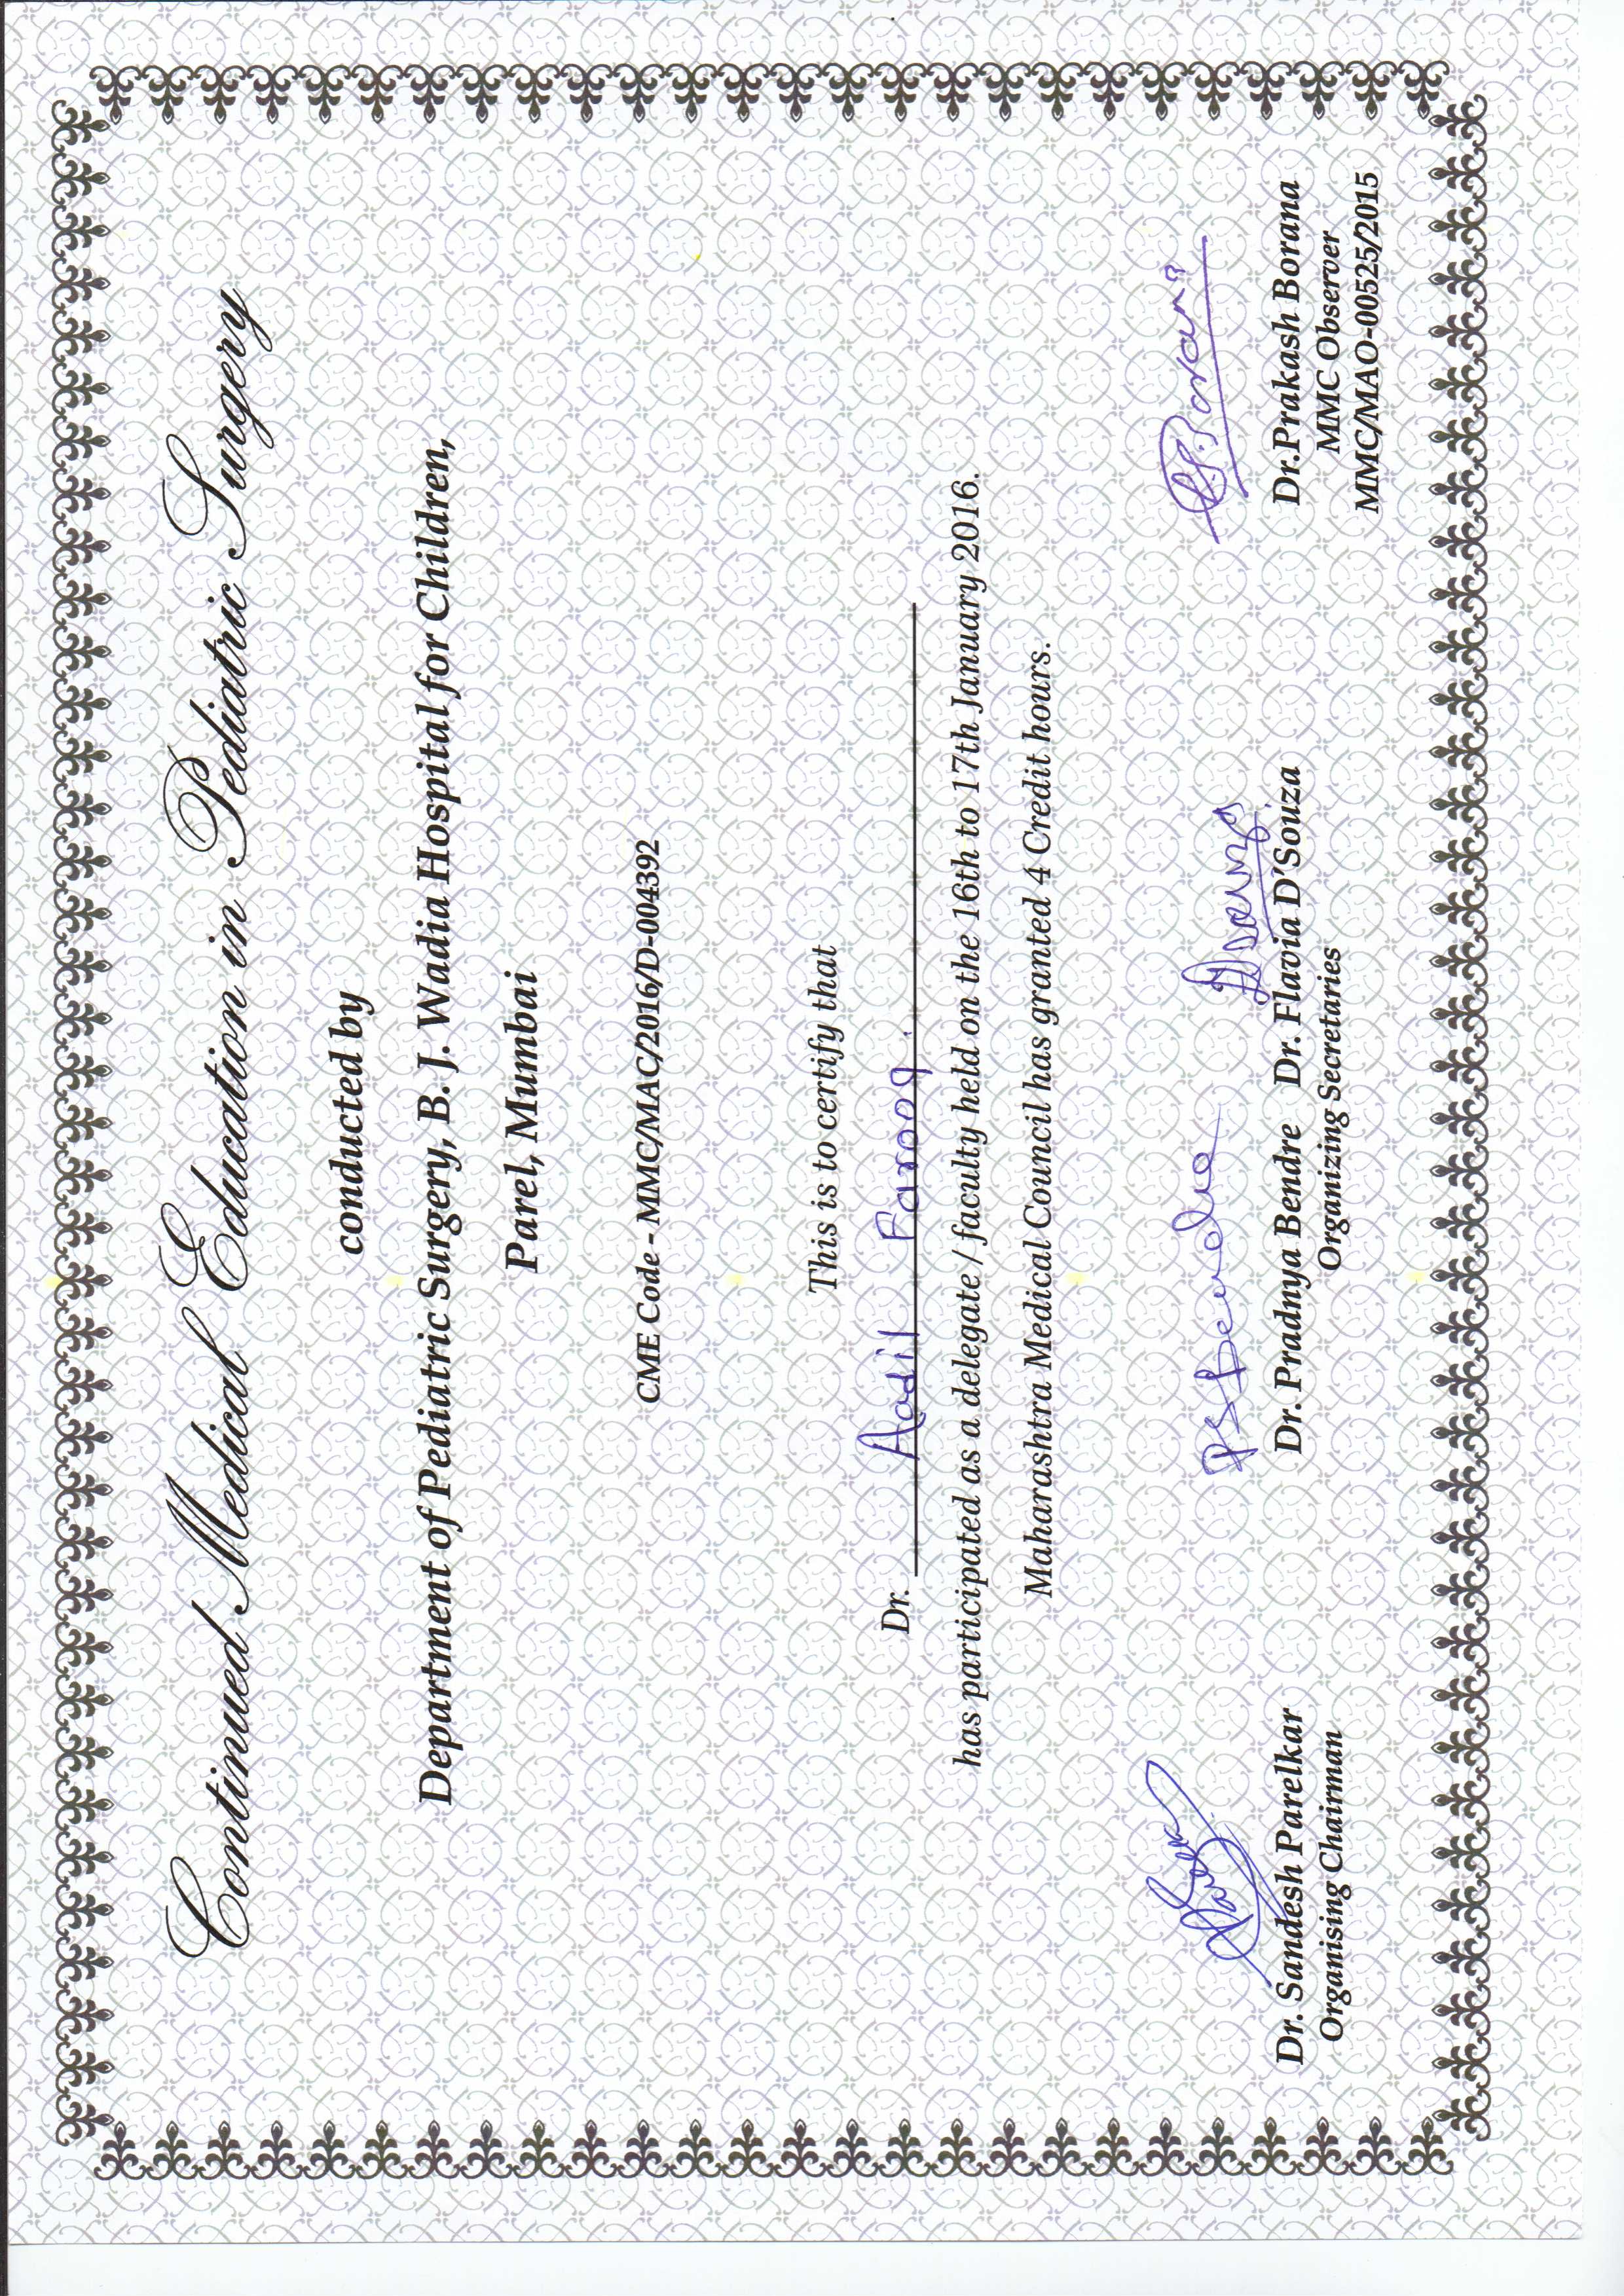 Continued Medical Education in Pediatric Surgery
conducted by
Department of Pediatric Surgery, B. J. Wadia Hospital for Children,
Parel, Mumbai
CME Code - MMC/MAC/2016/D-004392
This is to certify that
Dr. Aadil Farooq.
has participated as a delegate / faculty held on the 16th to 17th January 2016.
Maharashtra Medical Council has granted 4 Credit hours.
PSBendre
Dr. Sandesh Parelkar
Organising Chairman
Dr. Pradnya Bendre Dr. Flavia D'Souza
Organizing Secretaries
Dr.Prakash Borana
MMC Observer
MMC/MAO-00525/2015